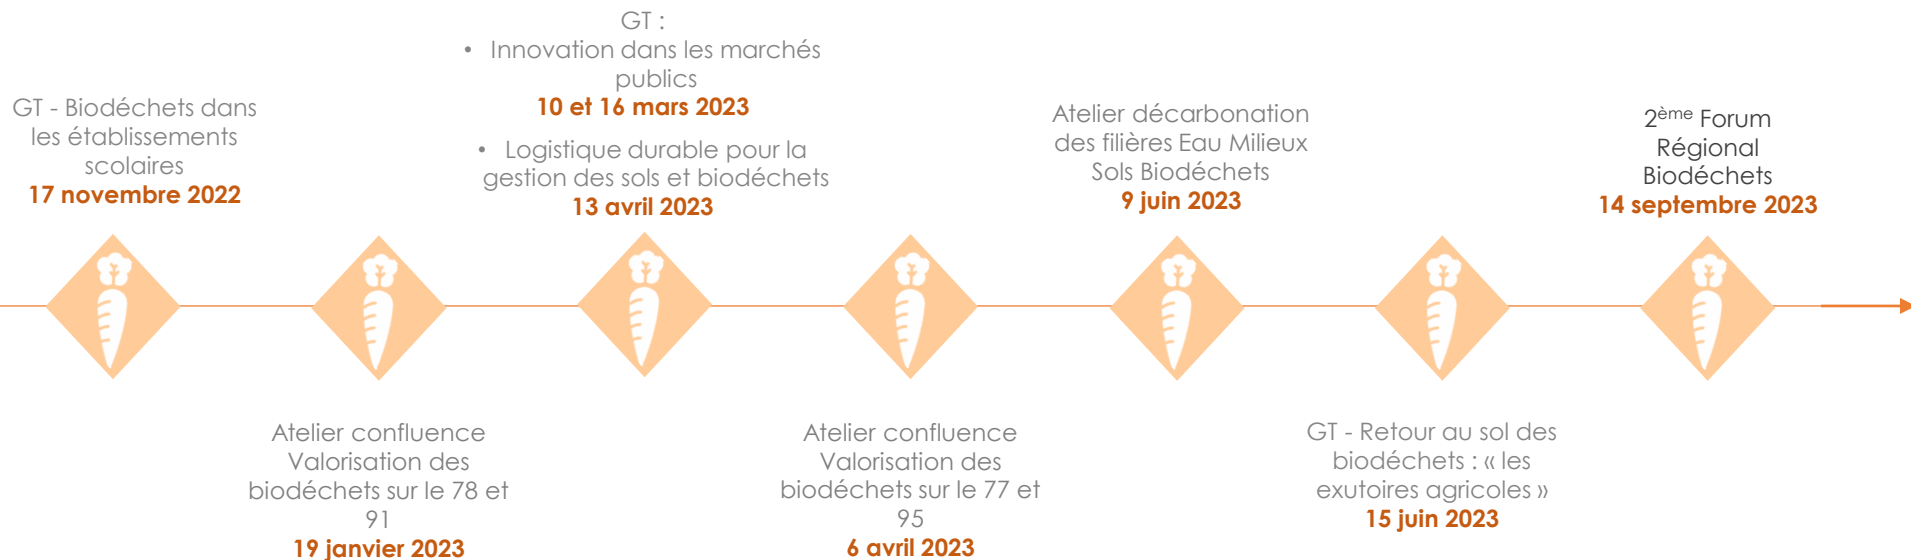 GT - Biodéchets dans
les établissements
scolaires
17 novembre 2022
Atelier confluence
Valorisation des
biodéchets sur le 78 et
91
19 janvier 2023
GT :
• Innovation dans les marchés
publics
10 et 16 mars 2023
• Logistique durable pour la
gestion des sols et biodéchets
13 avril 2023
Atelier confluence
Valorisation des
biodéchets sur le 77 et
95
6 avril 2023
Atelier décarbonation
des filières Eau Milieux
Sols Biodéchets
9 juin 2023
GT - Retour au sol des
biodéchets : « les
exutoires agricoles »
15 juin 2023
2ème Forum
Régional
Biodéchets
14 septembre 2023